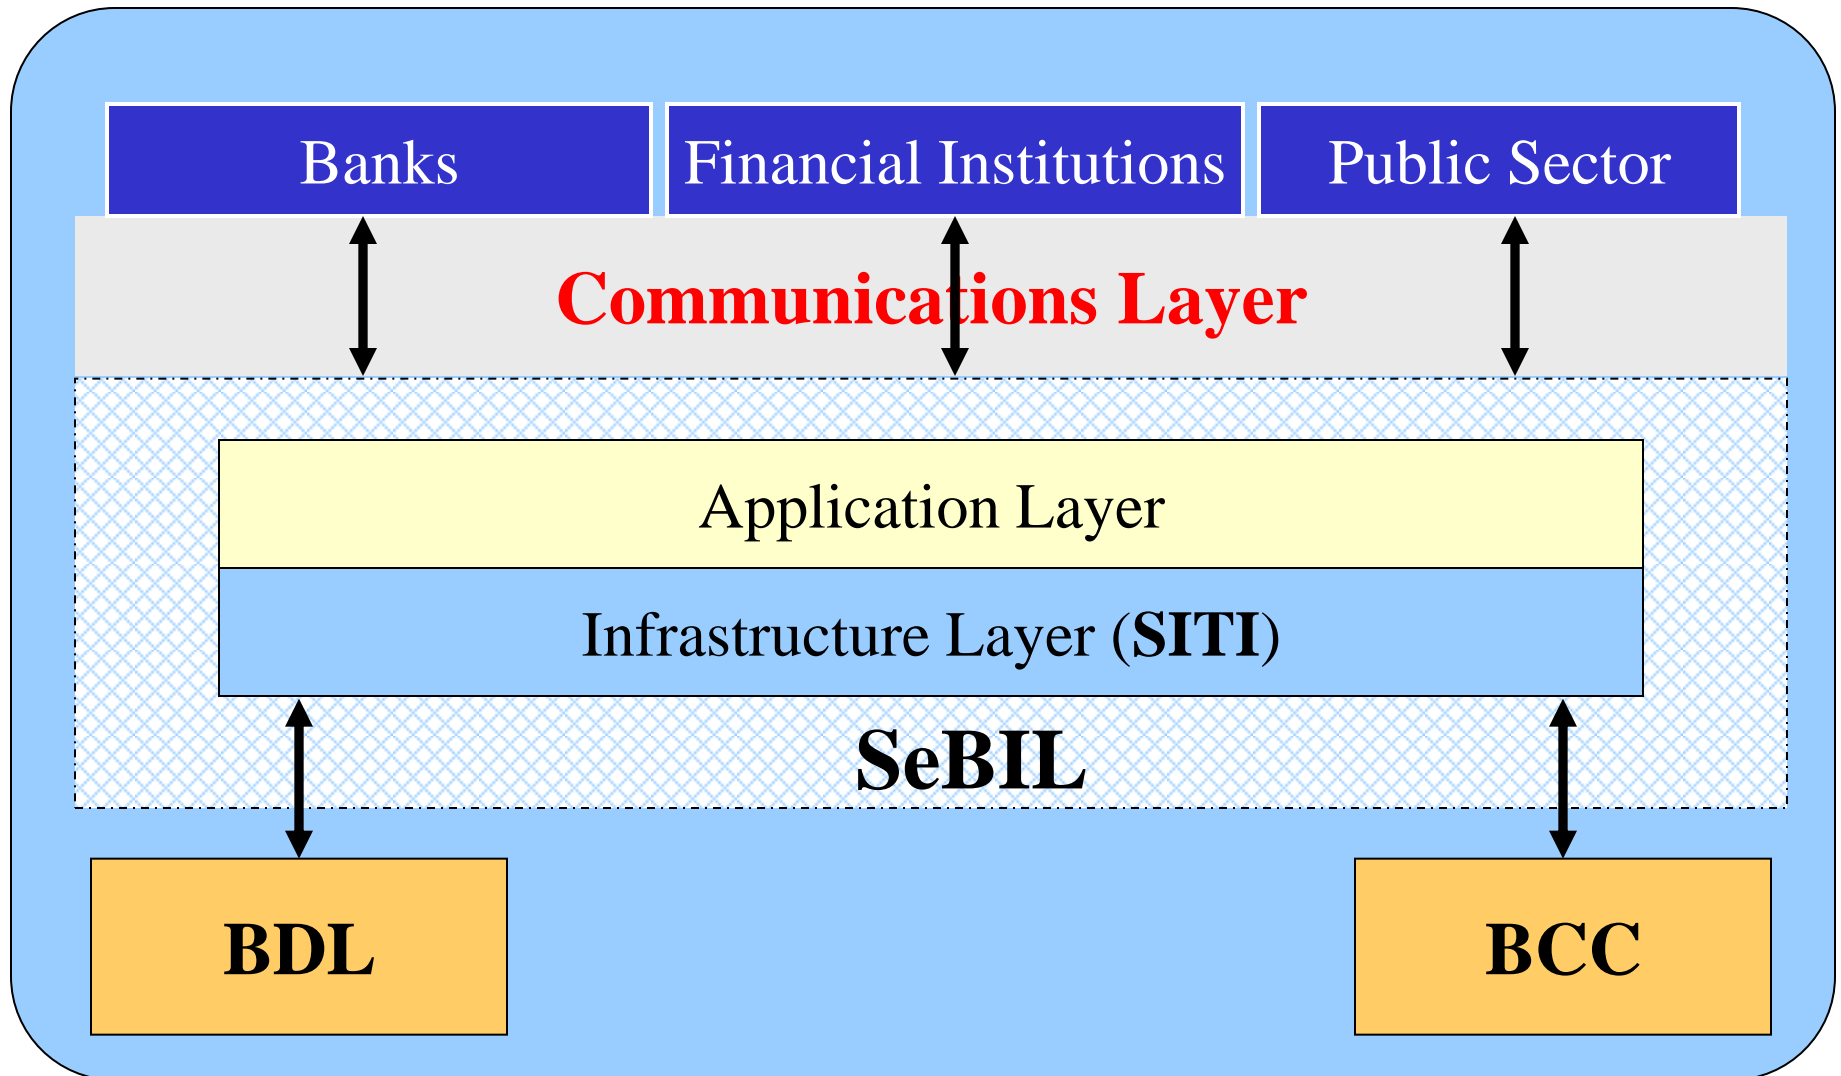 Banks
Financial Institutions
Public Sector
Communications Layer
Application Layer
Infrastructure Layer (SITI)
SeBIL
BDL
BCC